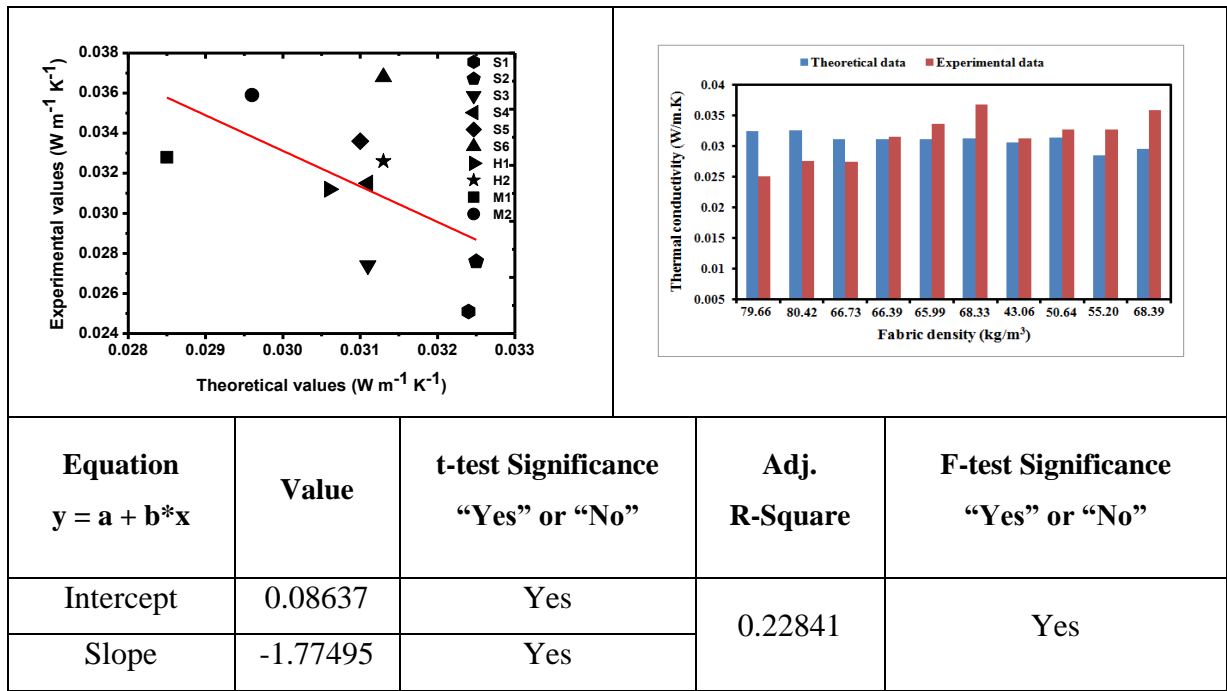 0.038
0.036
0.034
0.032
0.030
0.028
0.026
0.024
Experimental values (W m-1 K-1)
S1
S2
S3
S4
S5
S6
H1
H2
M1
M2
0.028 0.029 0.030 0.031 0.032 0.033
Theoretical values (W m-1 K-1)
Theoretical data Experimental data
0.04
0.035
0.03
0.025
0.02
0.015
0.01
0.005
Thermal conductivity (W/m.K)
79.66 80.42 66.73 66.39 65.99 68.33 43.06 50.64 55.20 68.39
Fabric density (kg/m3)
Equation
y = a + b*x
Value
t-test Significance
“Yes” or “No”
Adj.
R-Square
F-test Significance
“Yes” or “No”
Intercept 0.08637 Yes
0.22841 Yes
Slope -1.77495 Yes